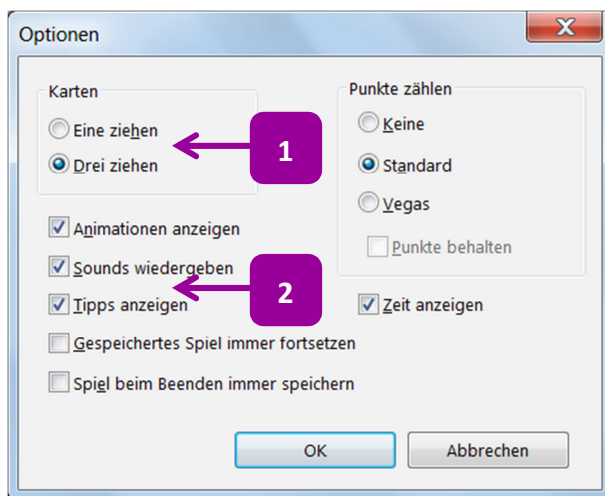 Optionen
Karten
Eine ziehen
Drei ziehen
1
Punkte zählen
Keine
Standard
Vegas
Punkte behalten
Animationen anzeigen
Sounds wiedergeben
Tipps anzeigen
2
Zeit anzeigen
Gespeichertes Spiel immer fortsetzen
Spiel beim Beenden immer speichern
OK
Abbrechen